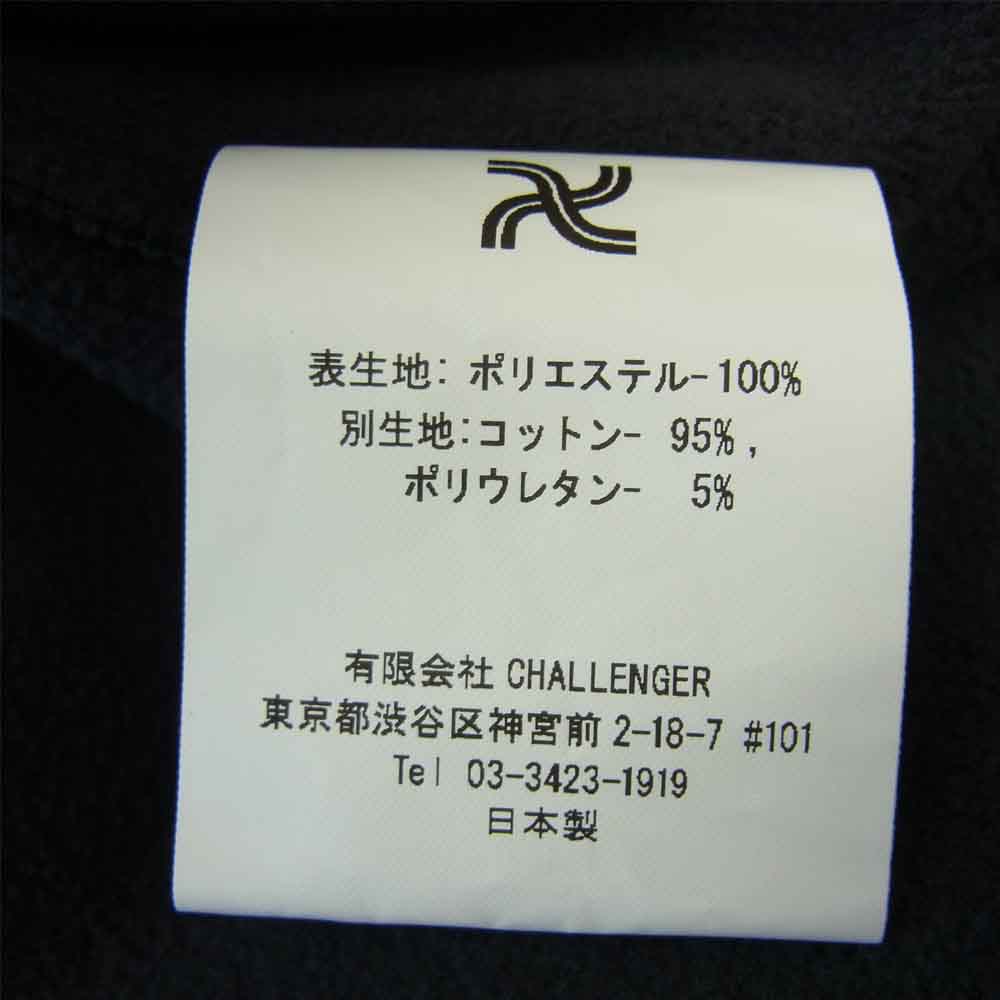 表生地: ポリエステル-100%
別生地:コットン- 95%,
ポリウレタン- 5%
有限会社 CHALLENGER
東京都渋谷区神宮前 2-18-7 #101
Tel 03-3423-1919
日本製